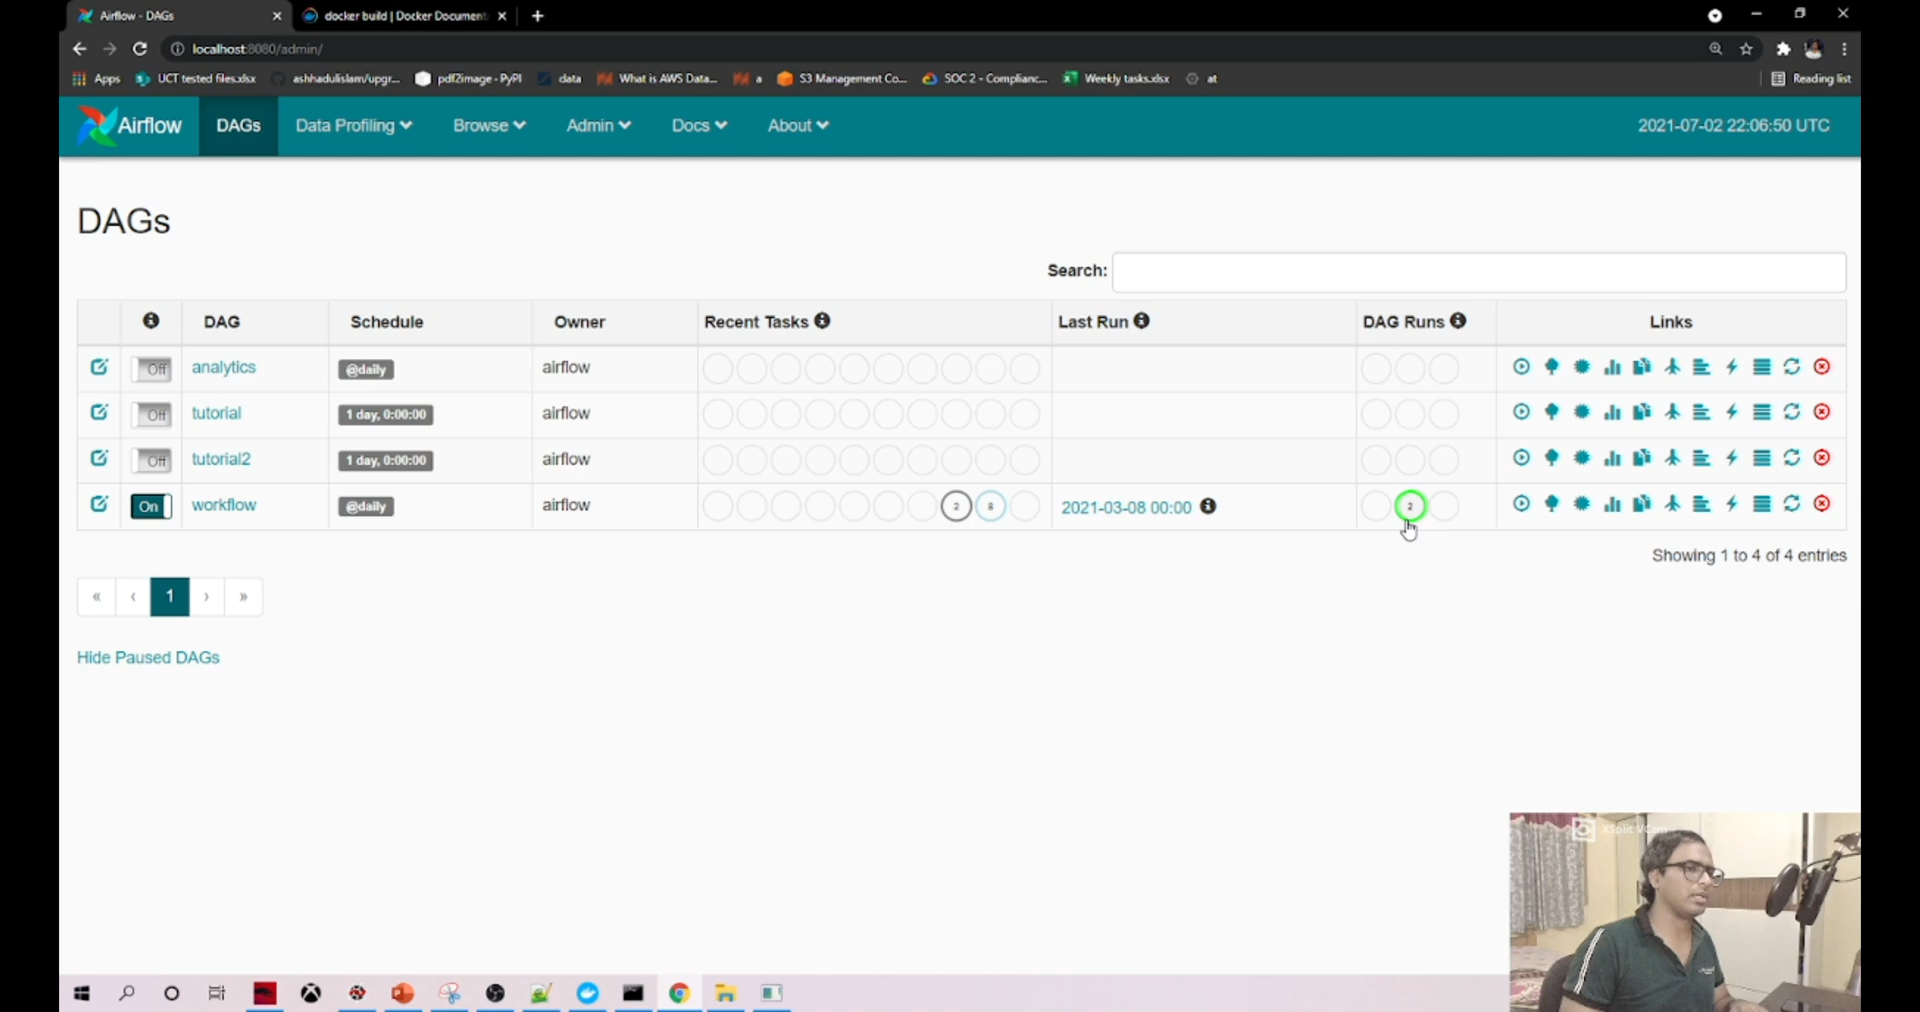 Airflow - DAGs
docker build | Docker Document
localhost:8080/admin/
Apps
UCT tested files.xlsx
ashhadulislam/upgr...
pdf2image · PyPI
data
What is AWS Data...
a
S3 Management Co...
SOC 2 - Complianc...
Weekly tasks.xlsx
at
Reading list
Airflow DAGs Data Profiling Browse Admin Docs About 2021-07-02 22:06:50 UTC
DAGs
Search:
DAG Schedule Owner Recent Tasks Last Run DAG Runs Links
Off analytics @daily airflow
Off tutorial 1 day, 0:00:00 airflow
Off tutorial2 1 day, 0:00:00 airflow
On workflow @daily airflow 2 8 2021-03-08 00:00 2
Showing 1 to 4 of 4 entries
« ‹ 1 › »
Hide Paused DAGs
XSplit VCam